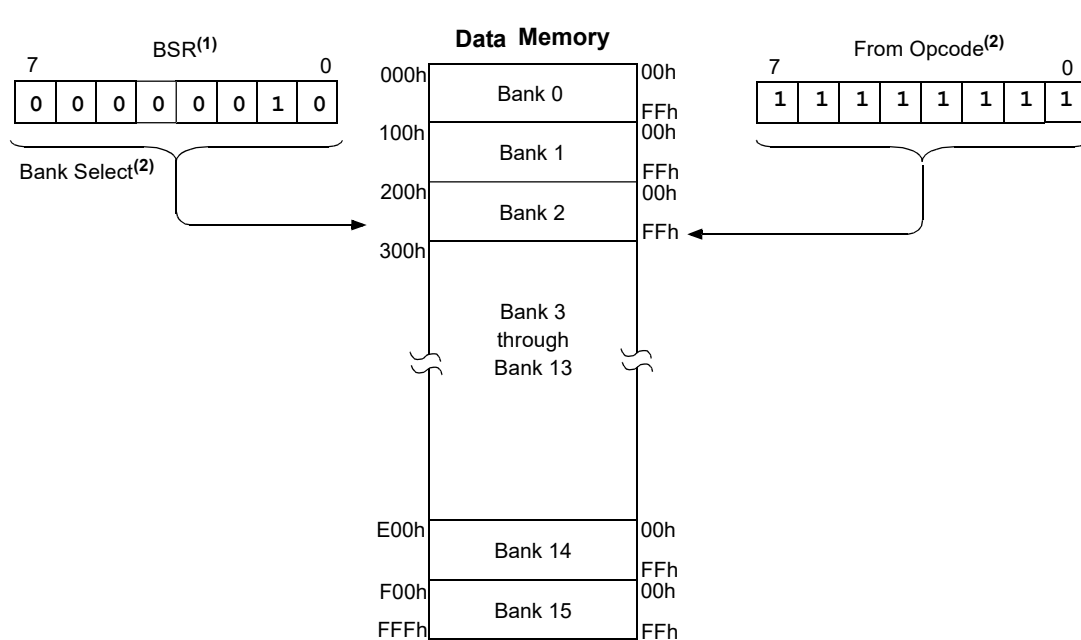 Data Memory
BSR(1)
7 0
0 0 0 0 0 0 1 0
Bank Select(2)
From Opcode(2)
7 0
1 1 1 1 1 1 1 1
000h Bank 0 00h
FFh
100h Bank 1 00h
FFh
200h Bank 2 00h
FFh
300h
Bank 3
through
Bank 13
E00h Bank 14 00h
FFh
F00h Bank 15 00h
FFFh FFh